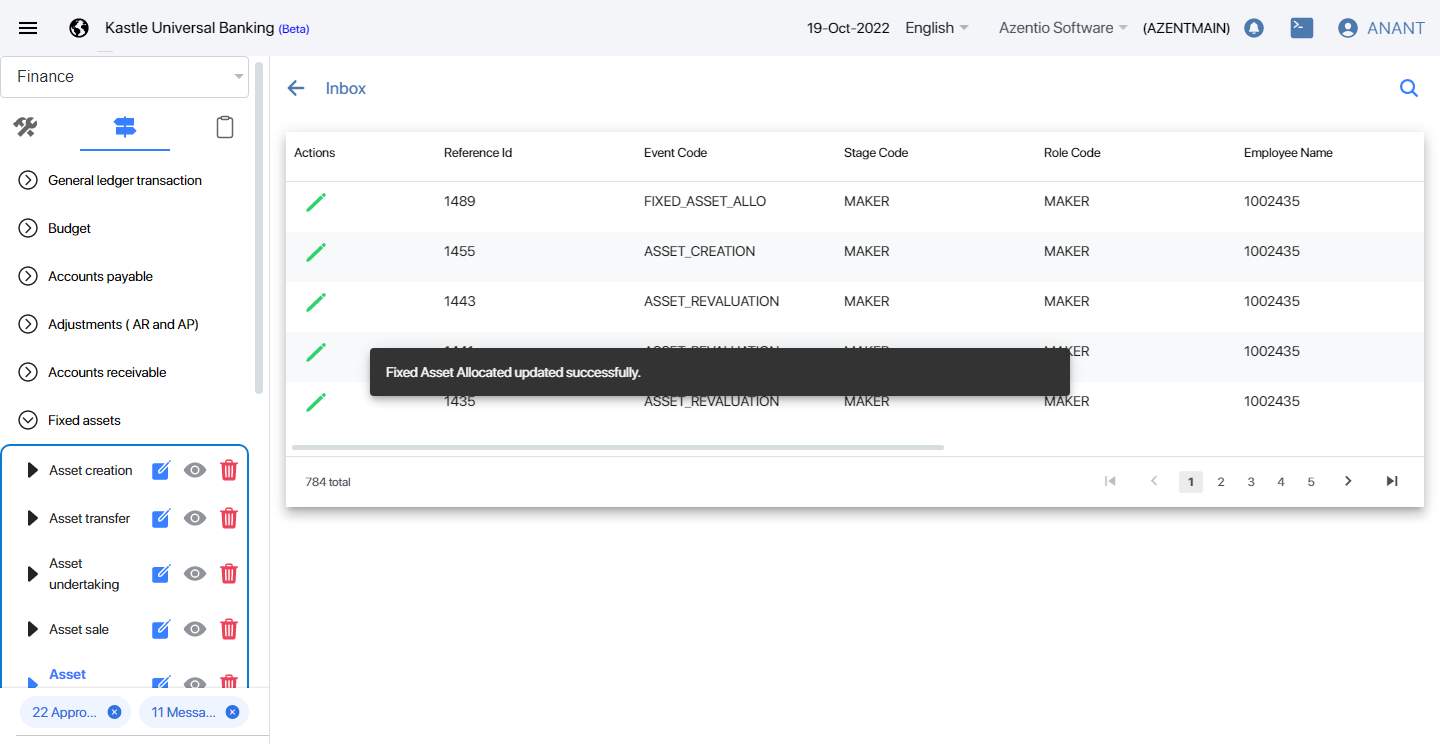 Kastle Universal Banking (Beta)
19-Oct-2022 English Azentio Software (AZENTMAIN) ANANT
Finance
General ledger transaction
Budget
Accounts payable
Adjustments ( AR and AP)
Accounts receivable
Fixed assets
Asset creation
Asset transfer
Asset
undertaking
Asset sale
Asset
22 Appro...
11 Messa...
Inbox
Actions Reference Id Event Code Stage Code Role Code Employee Name
1489 FIXED_ASSET_ALLO MAKER MAKER 1002435
1455 ASSET_CREATION MAKER MAKER 1002435
1443 ASSET_REVALUATION MAKER MAKER 1002435
1441 ASSET_REVALUATION MAKER MAKER 1002435
Fixed Asset Allocated updated successfully.
1435 ASSET_REVALUATION MAKER MAKER 1002435
784 total
1 2 3 4 5